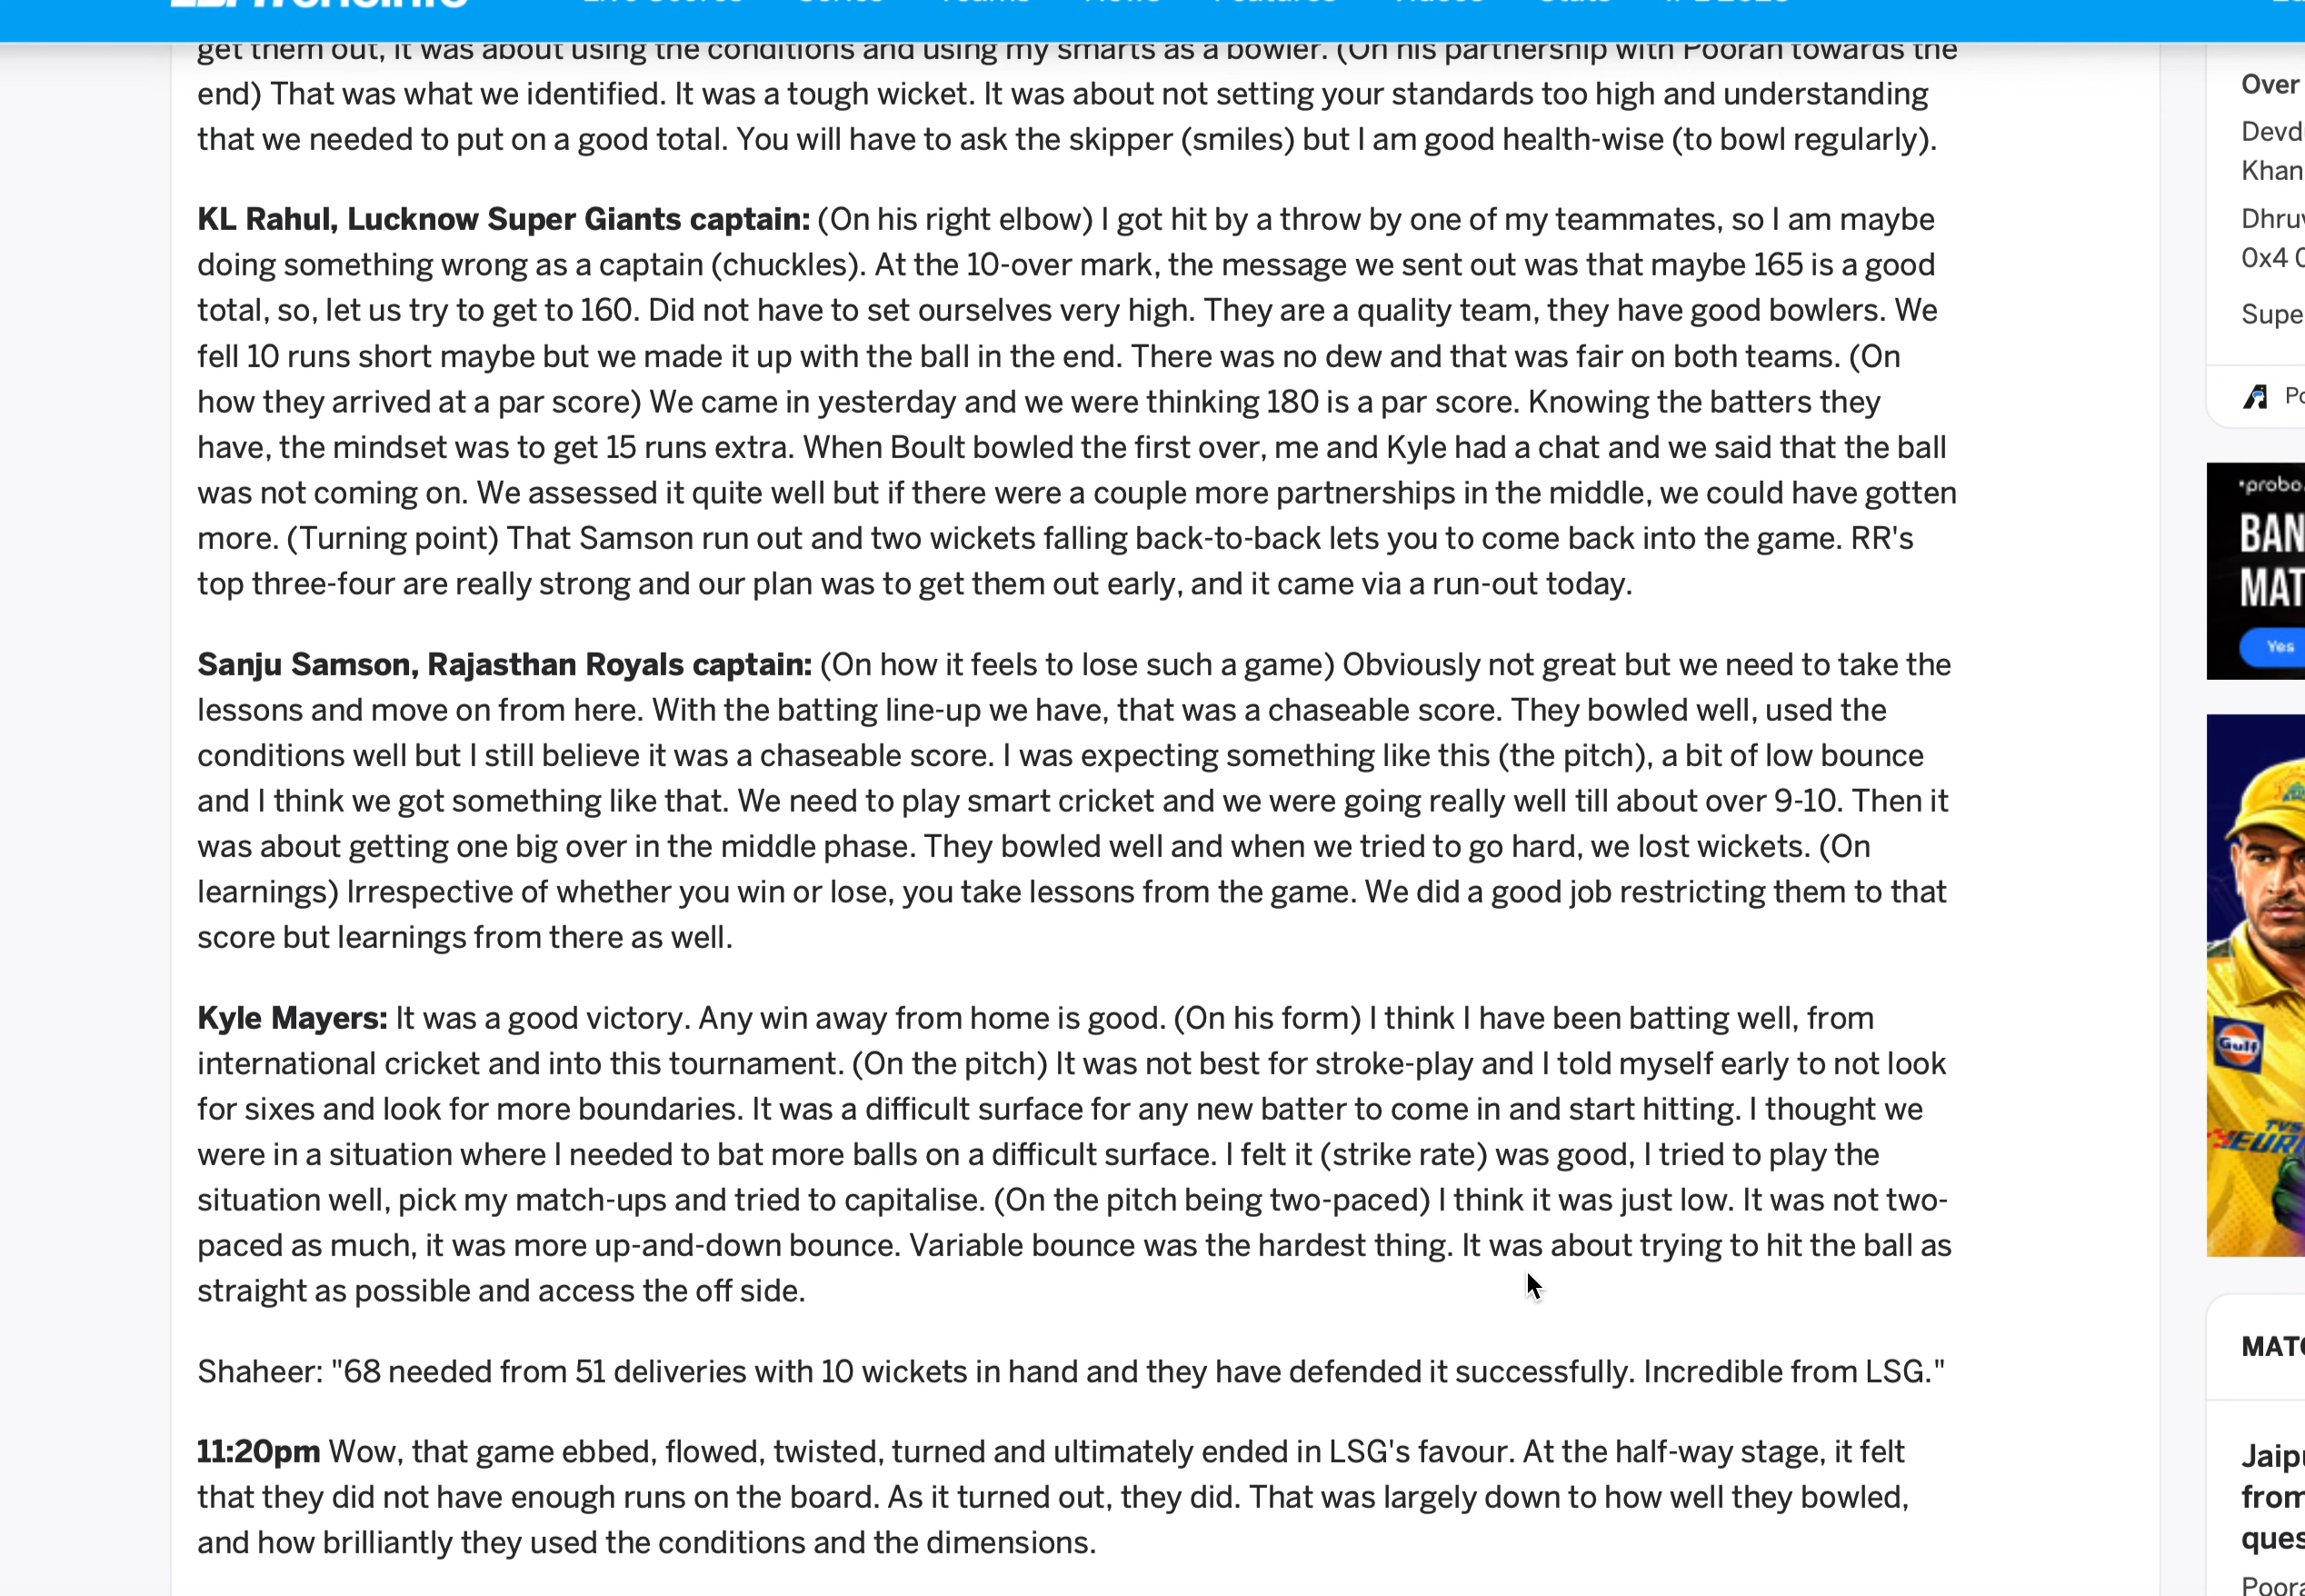 get them out, it was about using the conditions and using my smarts as a bowler. (On his partnership with Pooran towards the
end) That was what we identified. It was a tough wicket. It was about not setting your standards too high and understanding
that we needed to put on a good total. You will have to ask the skipper (smiles) but I am good health-wise (to bowl regularly).
KL Rahul, Lucknow Super Giants captain: (On his right elbow) I got hit by a throw by one of my teammates, so I am maybe
doing something wrong as a captain (chuckles). At the 10-over mark, the message we sent out was that maybe 165 is a good
total, so, let us try to get to 160. Did not have to set ourselves very high. They are a quality team, they have good bowlers. We
fell 10 runs short maybe but we made it up with the ball in the end. There was no dew and that was fair on both teams. (On
how they arrived at a par score) We came in yesterday and we were thinking 180 is a par score. Knowing the batters they
have, the mindset was to get 15 runs extra. When Boult bowled the first over, me and Kyle had a chat and we said that the ball
was not coming on. We assessed it quite well but if there were a couple more partnerships in the middle, we could have gotten
more. (Turning point) That Samson run out and two wickets falling back-to-back lets you to come back into the game. RR's
top three-four are really strong and our plan was to get them out early, and it came via a run-out today.
Sanju Samson, Rajasthan Royals captain: (On how it feels to lose such a game) Obviously not great but we need to take the
lessons and move on from here. With the batting line-up we have, that was a chaseable score. They bowled well, used the
conditions well but I still believe it was a chaseable score. I was expecting something like this (the pitch), a bit of low bounce
and I think we got something like that. We need to play smart cricket and we were going really well till about over 9-10. Then it
was about getting one big over in the middle phase. They bowled well and when we tried to go hard, we lost wickets. (On
learnings) Irrespective of whether you win or lose, you take lessons from the game. We did a good job restricting them to that
score but learnings from there as well.
Kyle Mayers: It was a good victory. Any win away from home is good. (On his form) I think I have been batting well, from
international cricket and into this tournament. (On the pitch) It was not best for stroke-play and I told myself early to not look
for sixes and look for more boundaries. It was a difficult surface for any new batter to come in and start hitting. I thought we
were in a situation where I needed to bat more balls on a difficult surface. I felt it (strike rate) was good, I tried to play the
situation well, pick my match-ups and tried to capitalise. (On the pitch being two-paced) I think it was just low. It was not two-
paced as much, it was more up-and-down bounce. Variable bounce was the hardest thing. It was about trying to hit the ball as
straight as possible and access the off side.
Shaheer: "68 needed from 51 deliveries with 10 wickets in hand and they have defended it successfully. Incredible from LSG."
11:20pm Wow, that game ebbed, flowed, twisted, turned and ultimately ended in LSG's favour. At the half-way stage, it felt
that they did not have enough runs on the board. As it turned out, they did. That was largely down to how well they bowled,
and how brilliantly they used the conditions and the dimensions.
Over
Khan
0x4
probo
Yes
Gulf
TVS